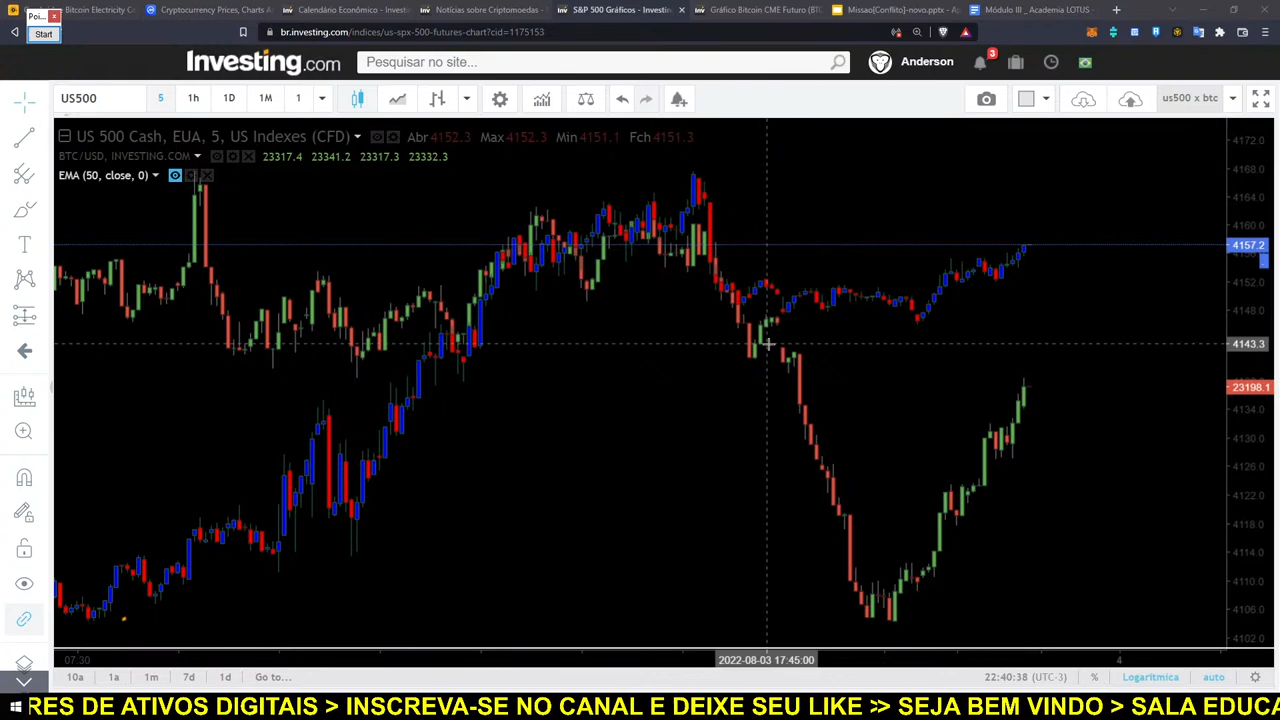 Poi... x
Start
Bitcoin Electricity C
Cryptocurrency Prices, Charts A
Calendário Econômico - Investi
Notícias sobre Criptomoedas -
S&P 500 Gráficos - Investin
Gráfico Bitcoin CME Futuro (BTC
Missao[Conflito]-novo.pptx - Ap
Módulo III _ Academia LOTUS -
br.investing.com/indices/us-spx-500-futures-chart?cid=1175153
Investing.com
Pesquisar no site...
Anderson
3
US500
5
1h
1D
1M
1
us500 x btc
US 500 Cash, EUA, 5, US Indexes (CFD) Abr 4152.3 Max 4152.3 Min 4151.1 Fch 4151.3
BTC/USD, INVESTING.COM 23317.4 23341.2 23317.3 23332.3
EMA (50, close, 0)
4172.0
4168.0
4164.0
4160.0
4157.2
4152.0
4148.0
4143.3
23198.1
4134.0
4130.0
4126.0
4122.0
4118.0
4114.0
4110.0
4106.0
4102.0
07:30
2022-08-03 17:45:00
4
10a
1a
1m
7d
1d
Go to...
22:40:38 (UTC-3)
%
Logarítmica
auto
RES DE ATIVOS DIGITAIS > INSCREVA-SE NO CANAL E DEIXE SEU LIKE >> SEJA BEM VINDO > SALA EDUCA